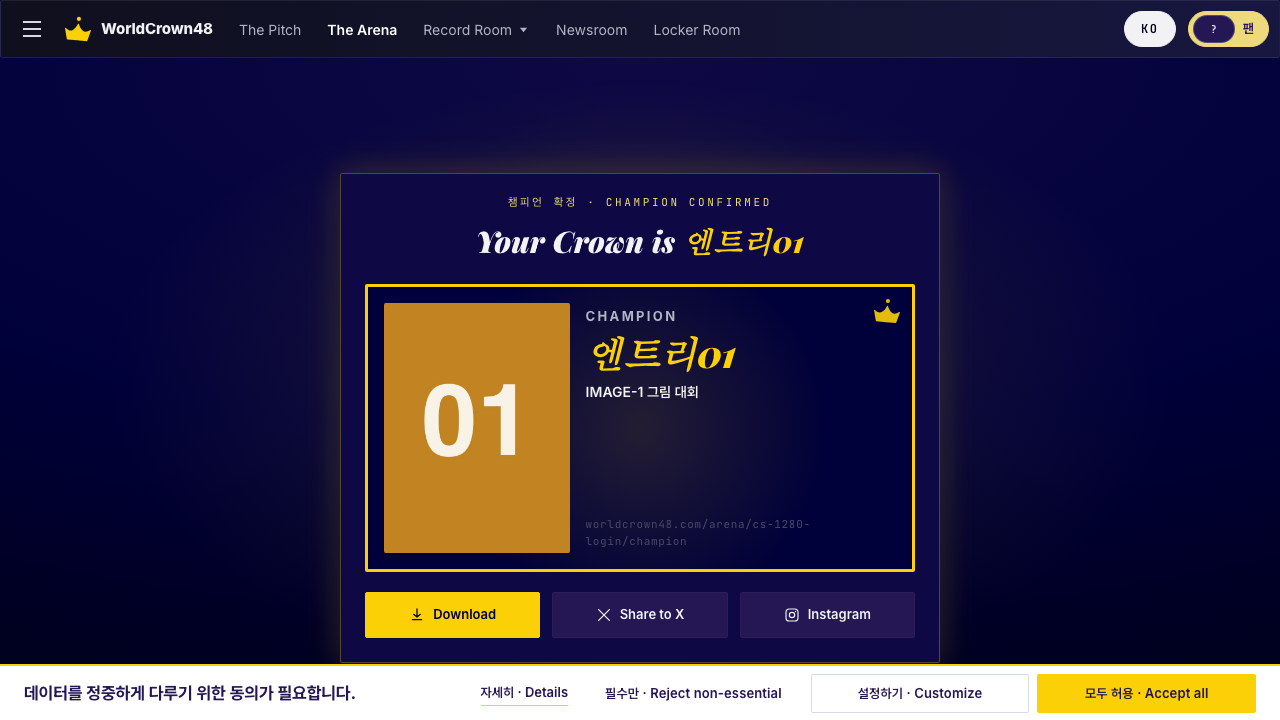 WorldCrown48
The Pitch
The Arena
Record Room
Newsroom
Locker Room
KO
?
팬
챔피언 확정 · CHAMPION CONFIRMED
Your Crown is 엔트리01
01
CHAMPION
엔트리01
IMAGE-1 그림 대회
worldcrown48.com/arena/cs-1280-
login/champion
Download
Share to X
Instagram
데이터를 정중하게 다루기 위한 동의가 필요합니다.
자세히 · Details
필수만 · Reject non-essential
설정하기 · Customize
모두 허용 · Accept all